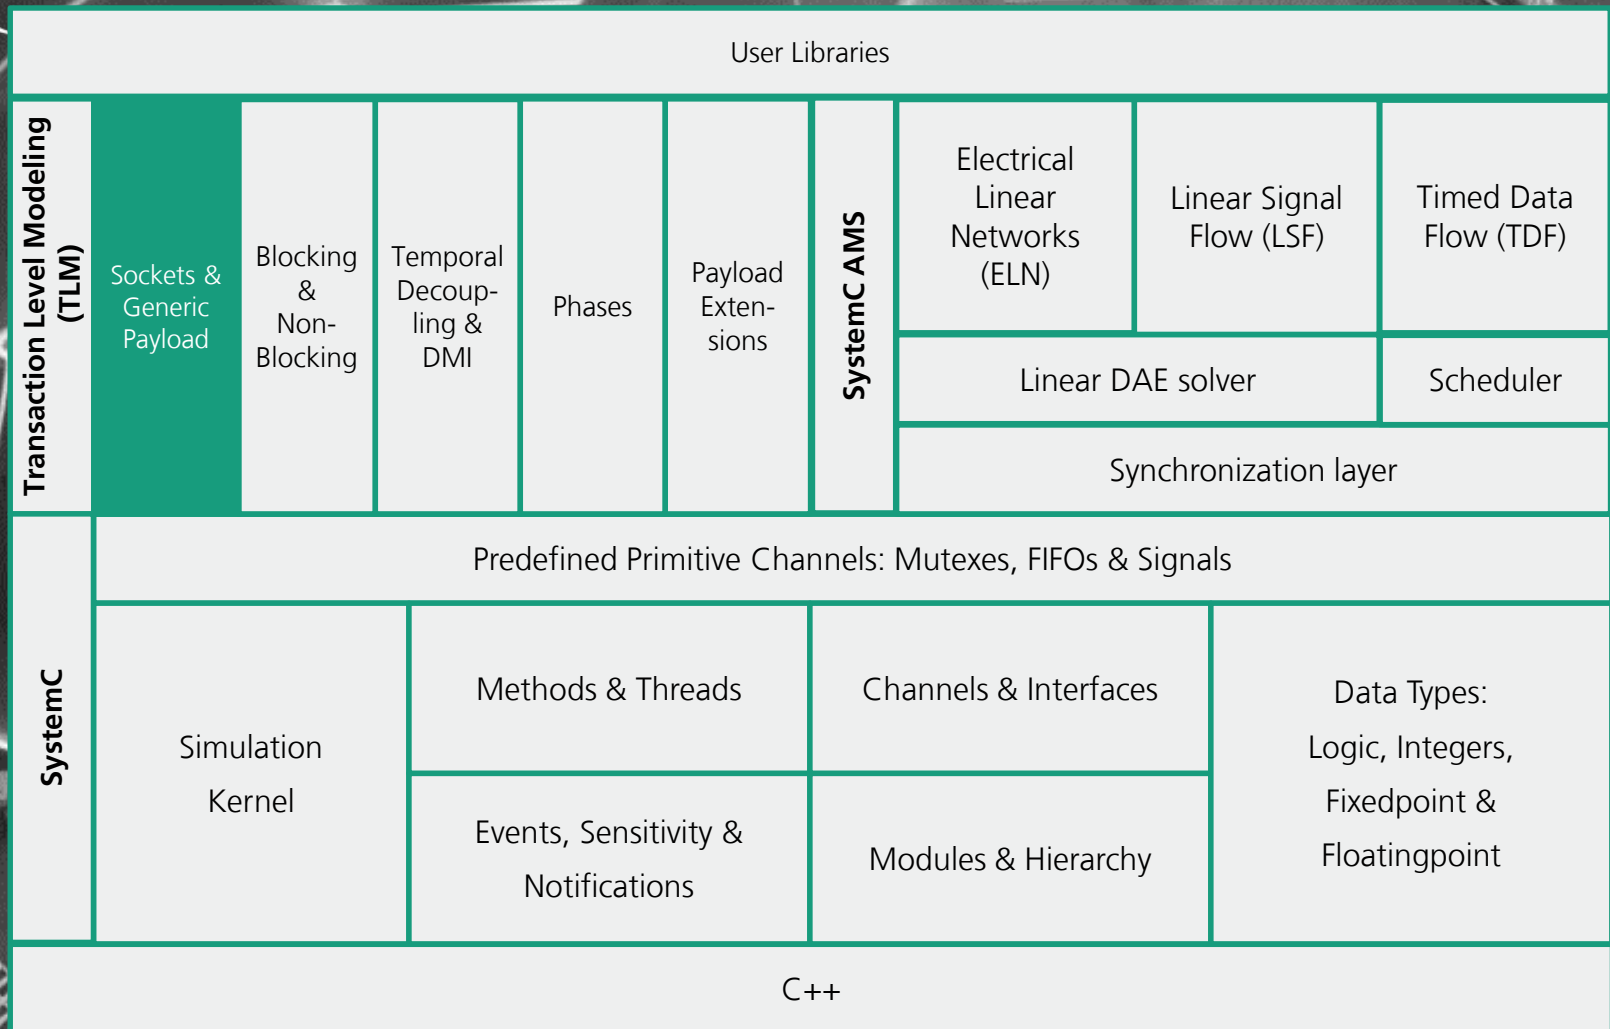 User Libraries
Transaction Level Modeling
(TLM)
Sockets &
Generic
Payload
Blocking
&
Non-
Blocking
Temporal
Decoup-
ling &
DMI
Phases
Payload
Exten-
sions
SystemC AMS
Electrical
Linear
Networks
(ELN)
Linear Signal
Flow (LSF)
Timed Data
Flow (TDF)
Linear DAE solver
Scheduler
Synchronization layer
SystemC
Predefined Primitive Channels: Mutexes, FIFOs & Signals
Simulation
Kernel
Methods & Threads
Channels & Interfaces
Events, Sensitivity &
Notifications
Modules & Hierarchy
Data Types:
Logic, Integers,
Fixedpoint &
Floatingpoint
C++